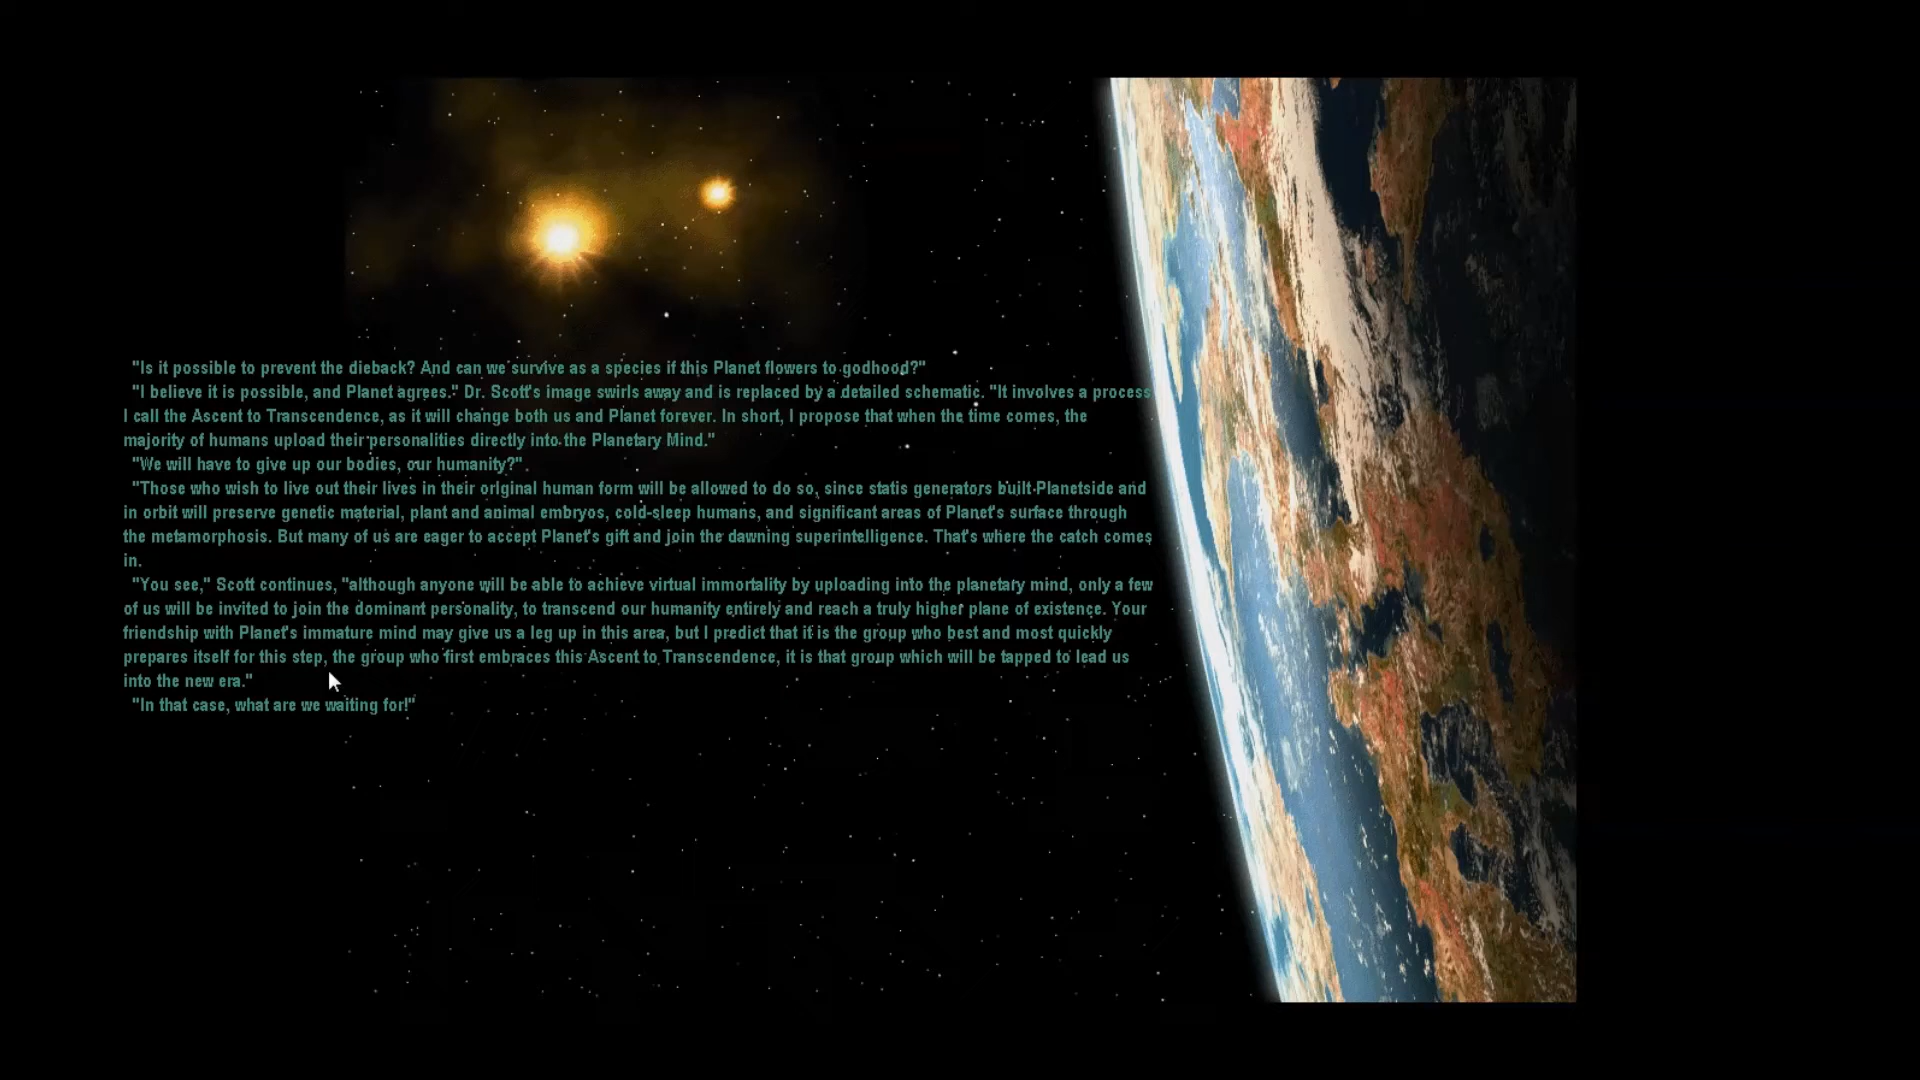 "Is it possible to prevent the dieback? And can we survive as a species if this Planet flowers to godhood?"
"I believe it is possible, and Planet agrees." Dr. Scott's image swirls away and is replaced by a detailed schematic. "It involves a process
I call the Ascent to Transcendence, as it will change both us and Planet forever. In short, I propose that when the time comes, the
majority of humans upload their personalities directly into the Planetary Mind."
"We will have to give up our bodies, our humanity?"
"Those who wish to live out their lives in their original human form will be allowed to do so, since statis generators built Planetside and
in orbit will preserve genetic material, plant and animal embryos, cold-sleep humans, and significant areas of Planet's surface through
the metamorphosis. But many of us are eager to accept Planet's gift and join the dawning superintelligence. That's where the catch comes
in.
"You see," Scott continues, "although anyone will be able to achieve virtual immortality by uploading into the planetary mind, only a few
of us will be invited to join the dominant personality, to transcend our humanity entirely and reach a truly higher plane of existence. Your
friendship with Planet's immature mind may give us a leg up in this area, but I predict that it is the group who best and most quickly
prepares itself for this step, the group who first embraces this Ascent to Transcendence, it is that group which will be tapped to lead us
into the new era."
"In that case, what are we waiting for!"